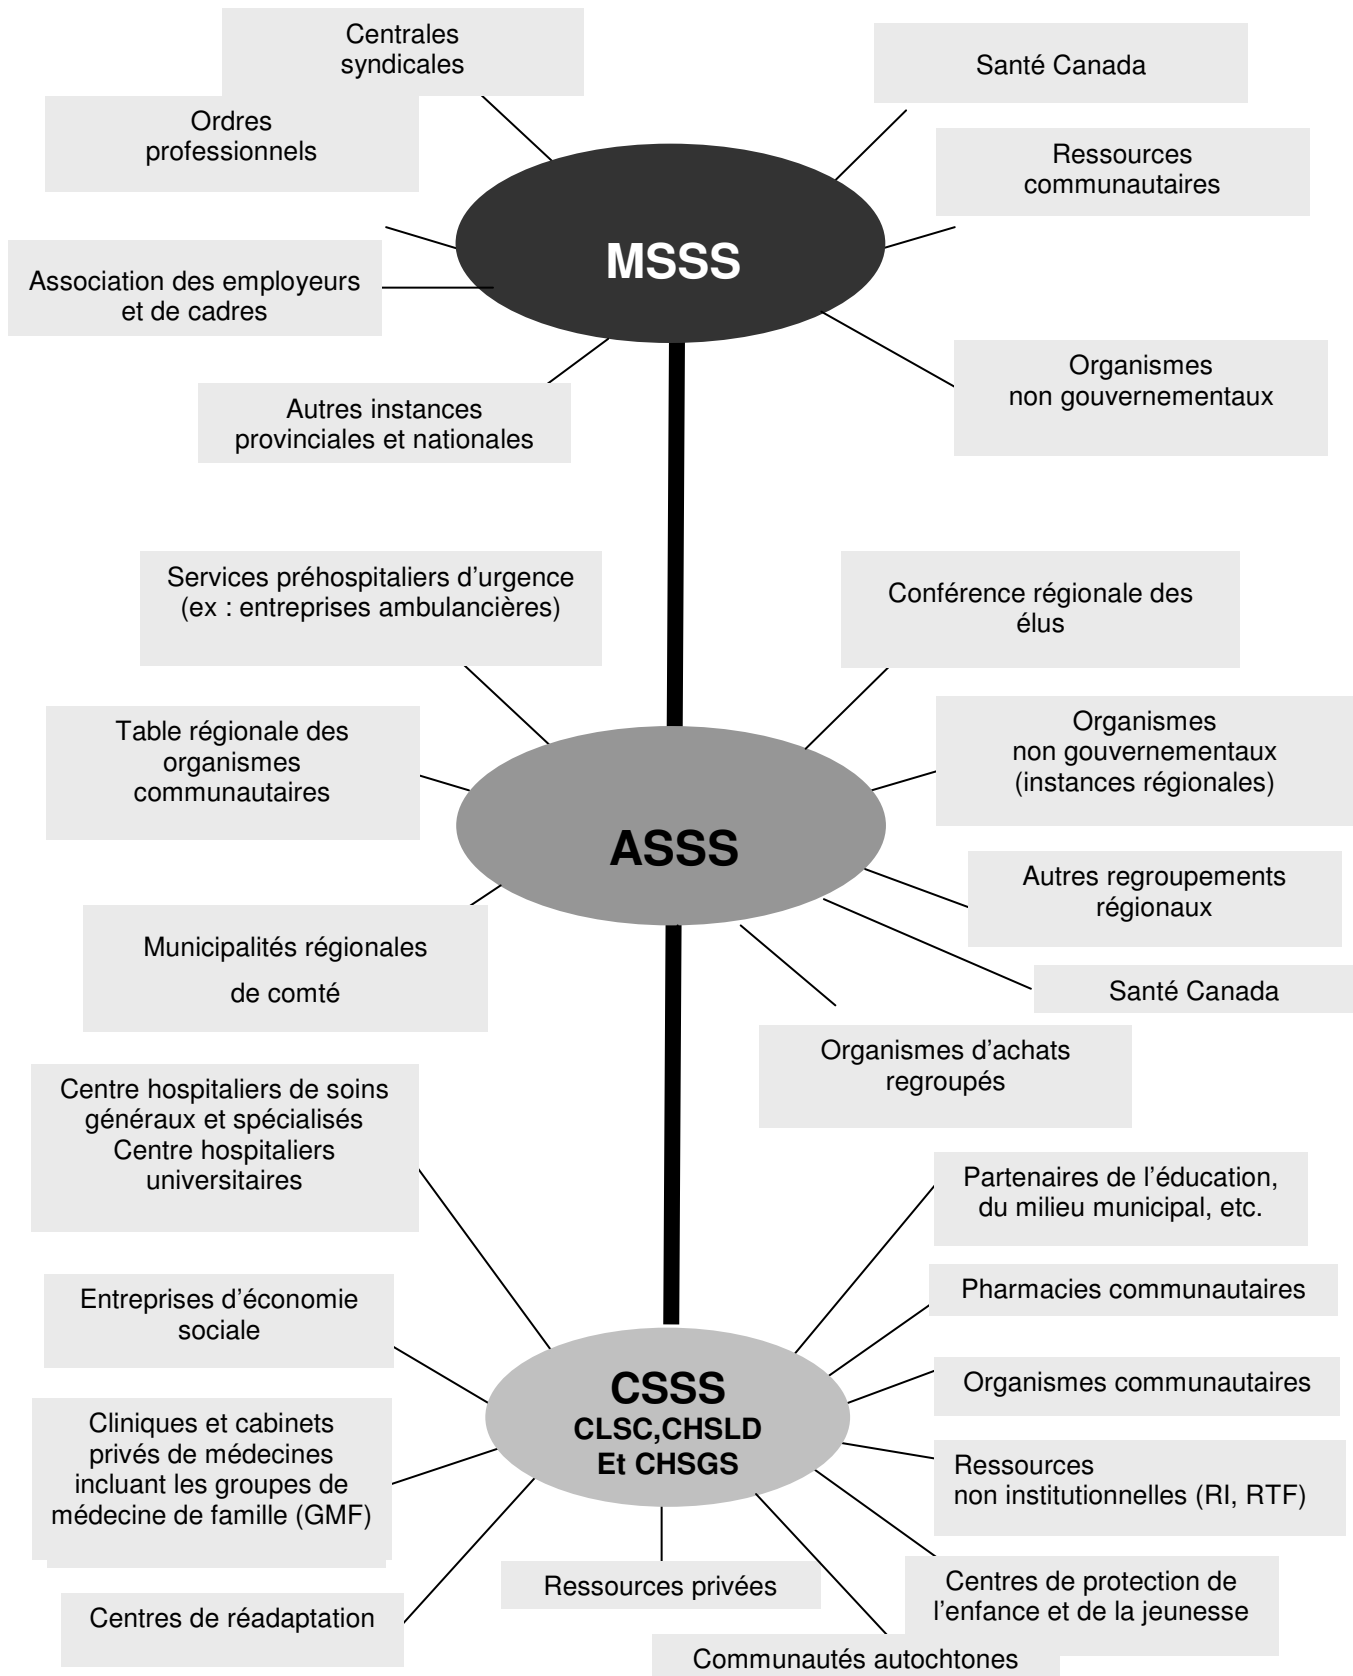 Centrales
syndicales
Santé Canada
Ordres
professionnels
Ressources
communautaires
MSSS
Association des employeurs
et de cadres
Organismes
non gouvernementaux
Autres instances
provinciales et nationales
Services préhospitaliers d’urgence
(ex : entreprises ambulancières)
Conférence régionale des
élus
Table régionale des
organismes
communautaires
Organismes
non gouvernementaux
(instances régionales)
ASSS
Autres regroupements
régionaux
Municipalités régionales
de comté
Santé Canada
Organismes d’achats
regroupés
Centre hospitaliers de soins
généraux et spécialisés
Centre hospitaliers
universitaires
Partenaires de l’éducation,
du milieu municipal, etc.
Entreprises d’économie
sociale
Pharmacies communautaires
CSSS
CLSC,CHSLD
Et CHSGS
Organismes communautaires
Cliniques et cabinets
privés de médecines
incluant les groupes de
médecine de famille (GMF)
Ressources
non institutionnelles (RI, RTF)
Ressources privées
Centres de protection de
l’enfance et de la jeunesse
Centres de réadaptation
Communautés autochtones